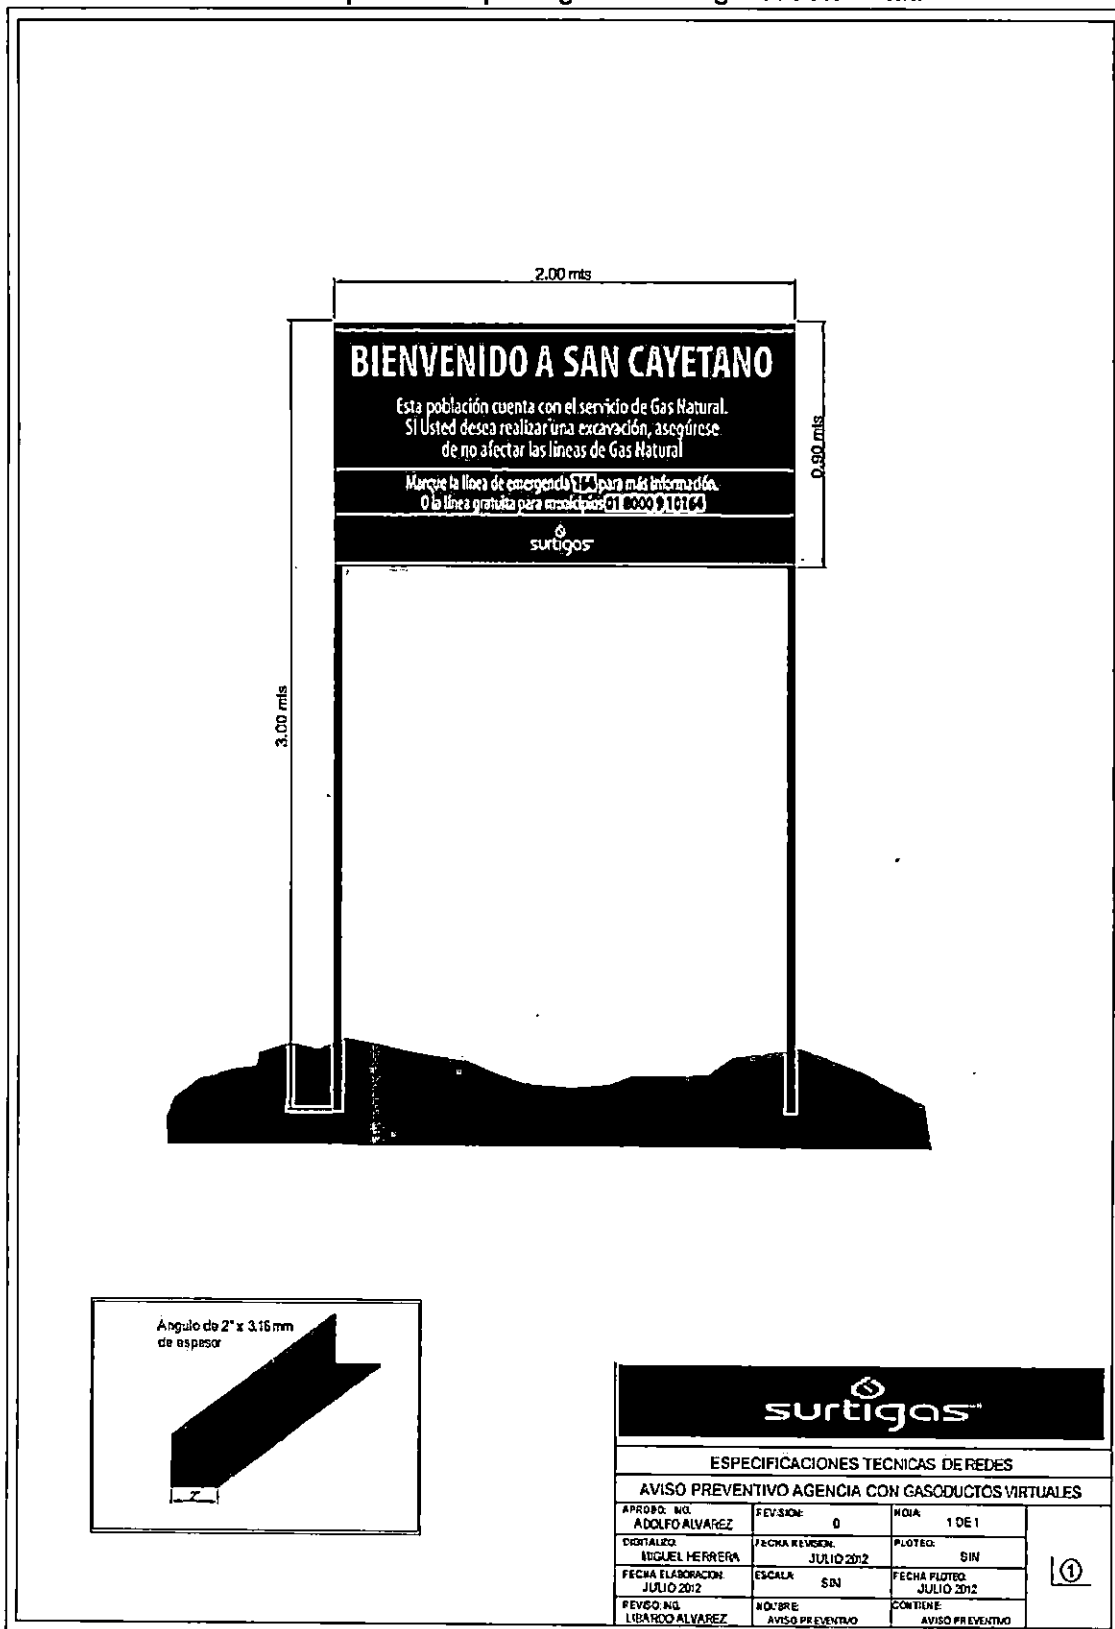 2.00 mts
BIENVENIDO A SAN CAYETANO
Esta población cuenta con el servicio de Gas Natural.
Si Usted desea realizar una excavación, asegúrese
de no afectar las líneas de Gas Natural
Marque la línea de emergencia 164 para más información.
O la línea gratuita para municipios 01 8000 9 10164
surtigas
0.90 mts
3.00 mts
Angulo de 2" x 3.16 mm
de espesor
2"
surtigas
ESPECIFICACIONES TECNICAS DE REDES
AVISO PREVENTIVO AGENCIA CON GASODUCTOS VIRTUALES
APROBO: ING. ADOLFO ALVAREZ
REVISION: 0
HOJA: 1 DE 1
DIGITALIZO: MIGUEL HERRERA
FECHA REVISION: JULIO 2012
PLOTEO: SIN
FECHA ELABORACION: JULIO 2012
ESCALA: SIN
FECHA PLOTEO: JULIO 2012
REVISO: ING. LIBARDO ALVAREZ
NOMBRE: AVISO PREVENTIVO
CONTIENE: AVISO PREVENTIVO
1